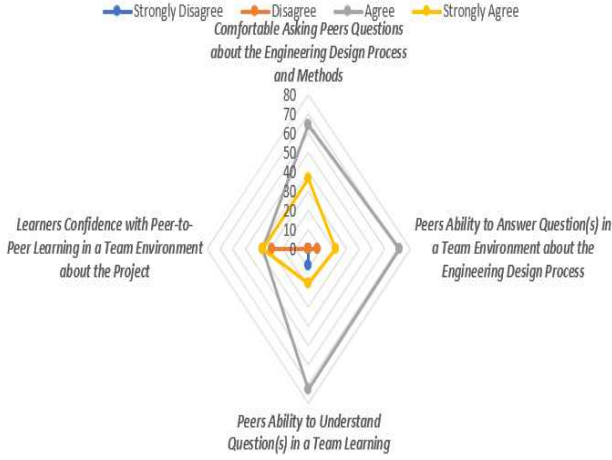 Strongly Disagree Disagree Agree Strongly Agree
Comfortable Asking Peers Questions
about the Engineering Design Process
and Methods
80
70
60
50
40
30
20
10
0
Learners Confidence with Peer-to-
Peer Learning in a Team Environment
about the Project
Peers Ability to Answer Question(s) in
a Team Environment about the
Engineering Design Process
Peers Ability to Understand
Question(s) in a Team Learning